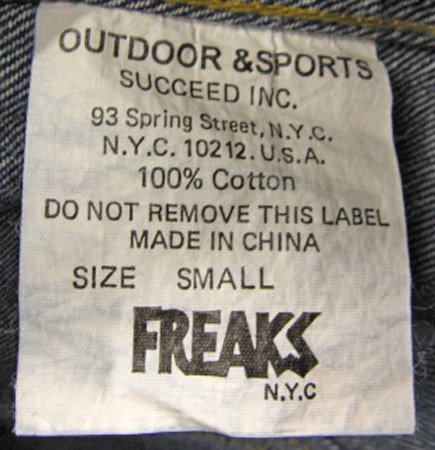 OUTDOOR &SPORTS
SUCCEED INC.
93 Spring Street, N.Y.C.
N.Y.C. 10212. U.S.A.
100% Cotton
DO NOT REMOVE THIS LABEL
MADE IN CHINA
SIZE SMALL
FREAKS
N.Y.C